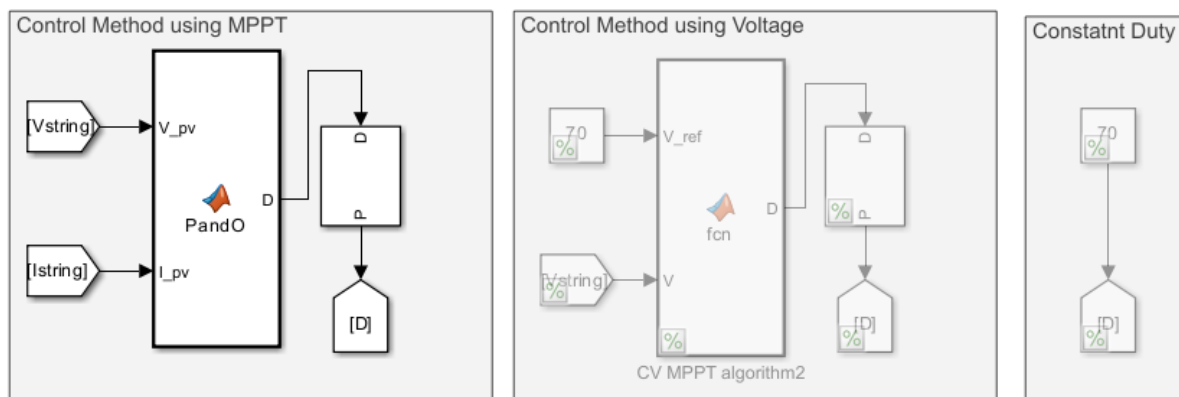 Control Method using MPPT
[Vstring]
V_pv
PandO
D
[Istring]
I_pv
D
P
[D]
Control Method using Voltage
70
%
V_ref
fcn
D
[Vstring]
%
V
%
CV MPPT algorithm2
D
P
%
[D]
%
Constatnt Duty
70
%
[D]
%